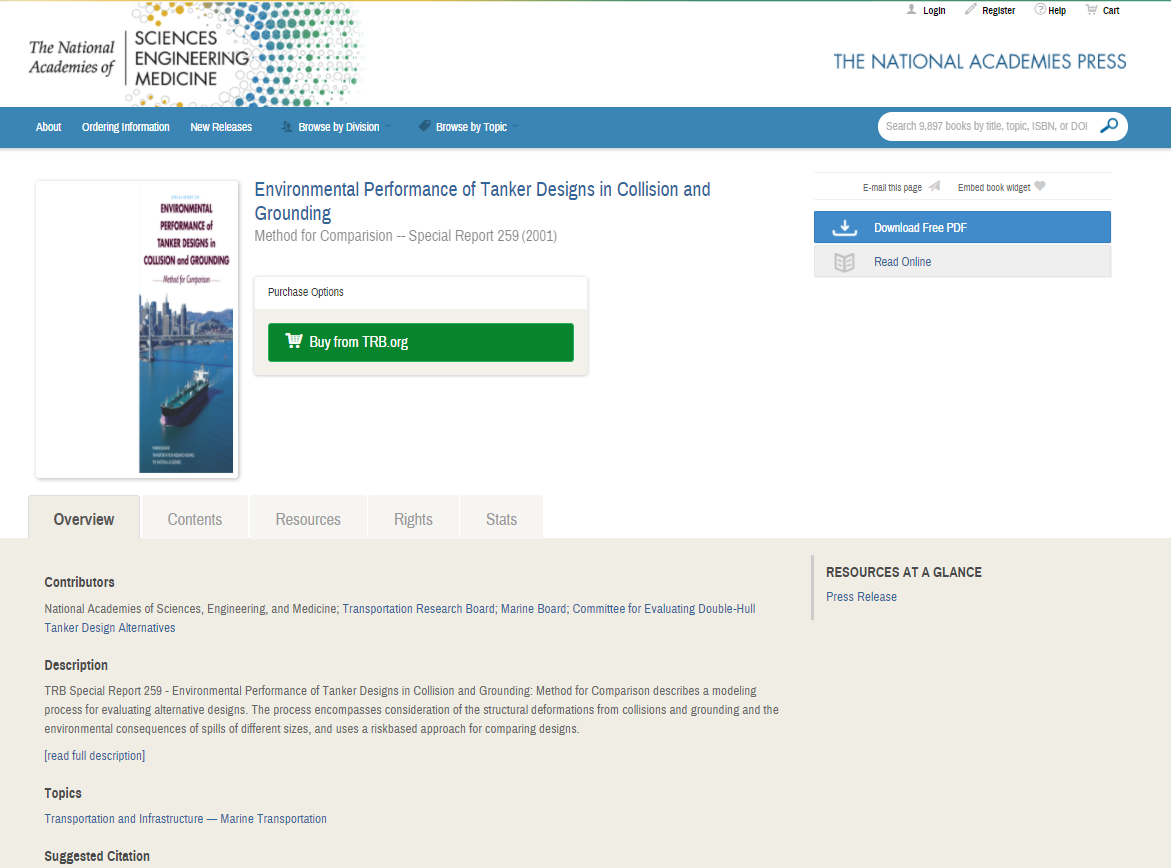 Login Register Help Cart
The National
Academies of
SCIENCES
ENGINEERING
MEDICINE
THE NATIONAL ACADEMIES PRESS
About Ordering Information New Releases Browse by Division Browse by Topic
Search 9,897 books by title, topic, ISBN, or DOI
ENVIRONMENTAL
PERFORMANCE of
TANKER DESIGNS in
COLLISION and GROUNDING
Method for Comparison
Environmental Performance of Tanker Designs in Collision and
Grounding
Method for Comparision -- Special Report 259 (2001)
Purchase Options
Buy from TRB.org
E-mail this page Embed book widget
Download Free PDF
Read Online
Overview Contents Resources Rights Stats
Contributors
National Academies of Sciences, Engineering, and Medicine; Transportation Research Board; Marine Board; Committee for Evaluating Double-Hull
Tanker Design Alternatives
Description
TRB Special Report 259 - Environmental Performance of Tanker Designs in Collision and Grounding: Method for Comparison describes a modeling
process for evaluating alternative designs. The process encompasses consideration of the structural deformations from collisions and grounding and the
environmental consequences of spills of different sizes, and uses a riskbased approach for comparing designs.
[read full description]
Topics
Transportation and Infrastructure — Marine Transportation
Suggested Citation
RESOURCES AT A GLANCE
Press Release